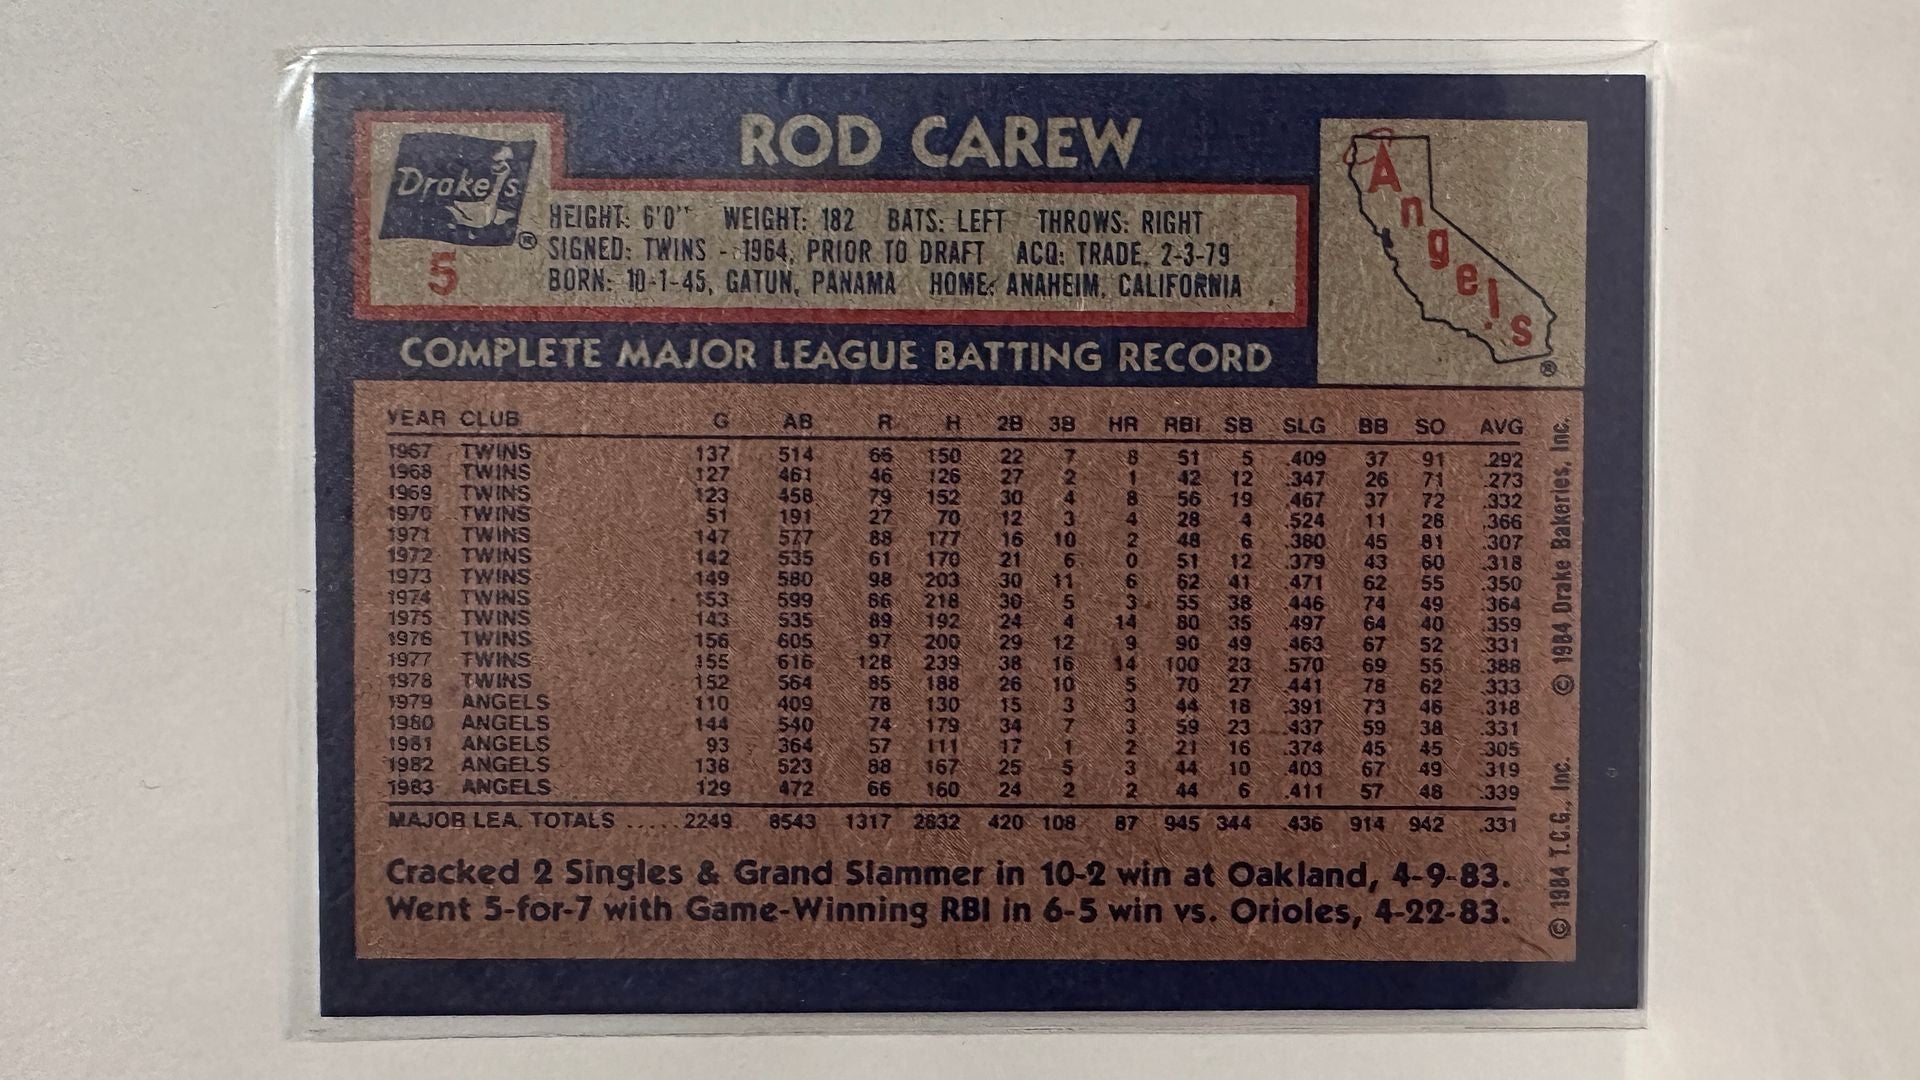 ROD CAREW
Drake's ®
5
HEIGHT: 6'0" WEIGHT: 182 BATS: LEFT THROWS: RIGHT
SIGNED: TWINS - 1964, PRIOR TO DRAFT ACQ: TRADE, 2-3-79
BORN: 10-1-45, GATUN, PANAMA HOME: ANAHEIM, CALIFORNIA
Angels ®
COMPLETE MAJOR LEAGUE BATTING RECORD
YEAR CLUB G AB R H 2B 3B HR RBI SB SLG BB SO AVG
1967 TWINS 137 514 66 150 22 7 8 51 5 .409 37 91 .292
1968 TWINS 127 461 46 126 27 2 1 42 12 .347 26 71 .273
1969 TWINS 123 458 79 152 30 4 8 56 19 .467 37 72 .332
1970 TWINS 51 191 27 70 12 3 4 28 4 .524 11 28 .366
1971 TWINS 147 577 88 177 16 10 2 48 6 .380 45 81 .307
1972 TWINS 142 535 61 170 21 6 0 51 12 .379 43 60 .318
1973 TWINS 149 580 98 203 30 11 6 62 41 .471 62 55 .350
1974 TWINS 153 599 86 218 30 5 3 55 38 .446 74 49 .364
1975 TWINS 143 535 89 192 24 4 14 80 35 .497 64 40 .359
1976 TWINS 156 605 97 200 29 12 9 90 49 .463 67 52 .331
1977 TWINS 155 616 128 239 38 16 14 100 23 .570 69 55 .388
1978 TWINS 152 564 85 188 26 10 5 70 27 .441 78 62 .333
1979 ANGELS 110 409 78 130 15 3 3 44 18 .391 73 46 .318
1980 ANGELS 144 540 74 179 34 7 3 59 23 .437 59 38 .331
1981 ANGELS 93 364 57 111 17 1 2 21 16 .374 45 45 .305
1982 ANGELS 138 523 88 167 25 5 3 44 10 .403 67 49 .319
1983 ANGELS 129 472 66 160 24 2 2 44 6 .411 57 48 .339
MAJOR LEA. TOTALS ..... 2249 8543 1317 2832 420 108 87 945 344 .436 914 942 .331
Cracked 2 Singles & Grand Slammer in 10-2 win at Oakland, 4-9-83.
Went 5-for-7 with Game-Winning RBI in 6-5 win vs. Orioles, 4-22-83.
© 1984 T.C.G., Inc. © 1984 Drake Bakeries, Inc.